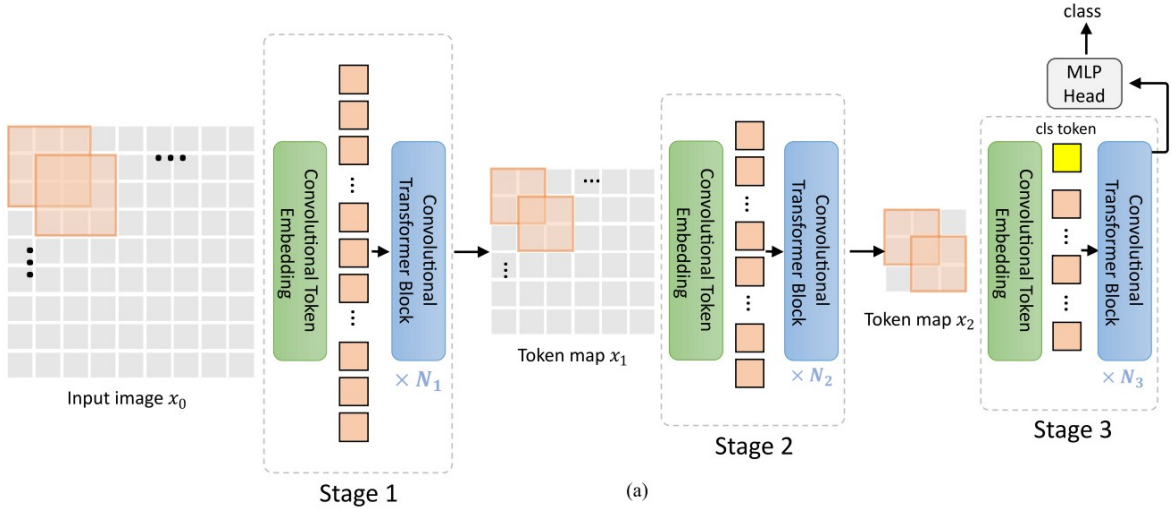 Input image x₀
Convolutional Token
Embedding
Convolutional
Transformer Block
× N₁
Stage 1
Token map x₁
Convolutional Token
Embedding
Convolutional
Transformer Block
× N₂
Stage 2
Token map x₂
class
MLP
Head
cls token
Convolutional Token
Embedding
Convolutional
Transformer Block
× N₃
Stage 3
(a)